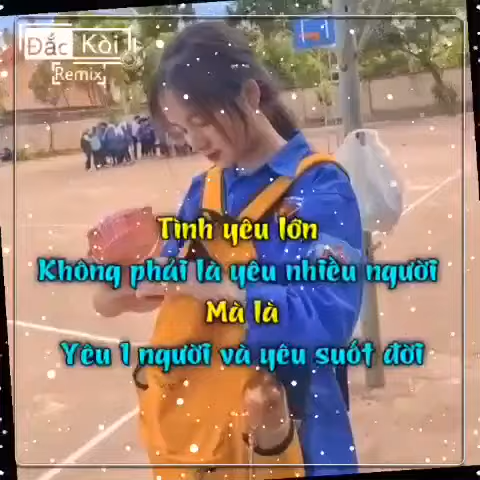 Đắc Kòi
Remix
Tình yêu lớn
Không phải là yêu nhiều người
Mà là
Yêu 1 người và yêu suốt đời